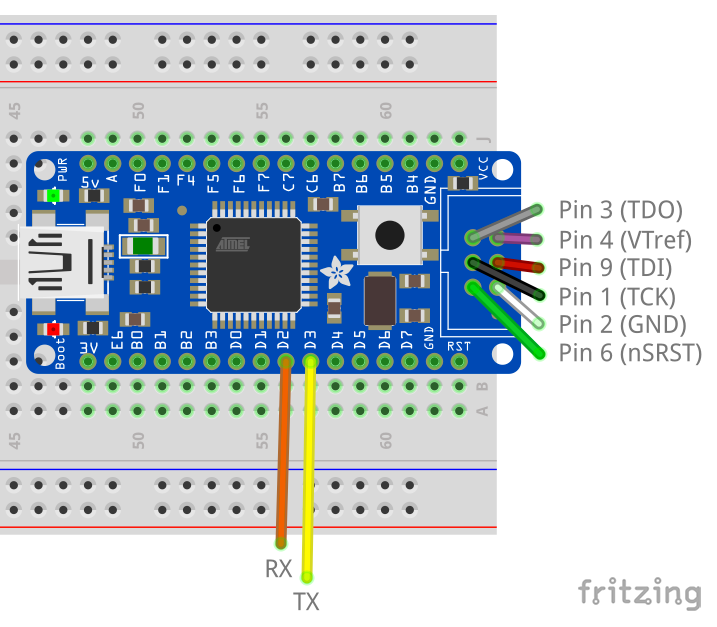 45
50
55
60
J
PWR
5V
A
F0
F1
F4
F5
F6
F7
C7
C6
B7
B6
B5
B4
GND
VCC
ATMEL
Pin 3 (TDO)
Pin 4 (VTref)
Pin 9 (TDI)
Pin 1 (TCK)
Pin 2 (GND)
Pin 6 (nSRST)
Boot
E6
B0
B1
B2
B3
D0
D1
D2
D3
D4
D5
D6
D7
GND
RST
B
A
45
50
55
60
RX
TX
fritzing